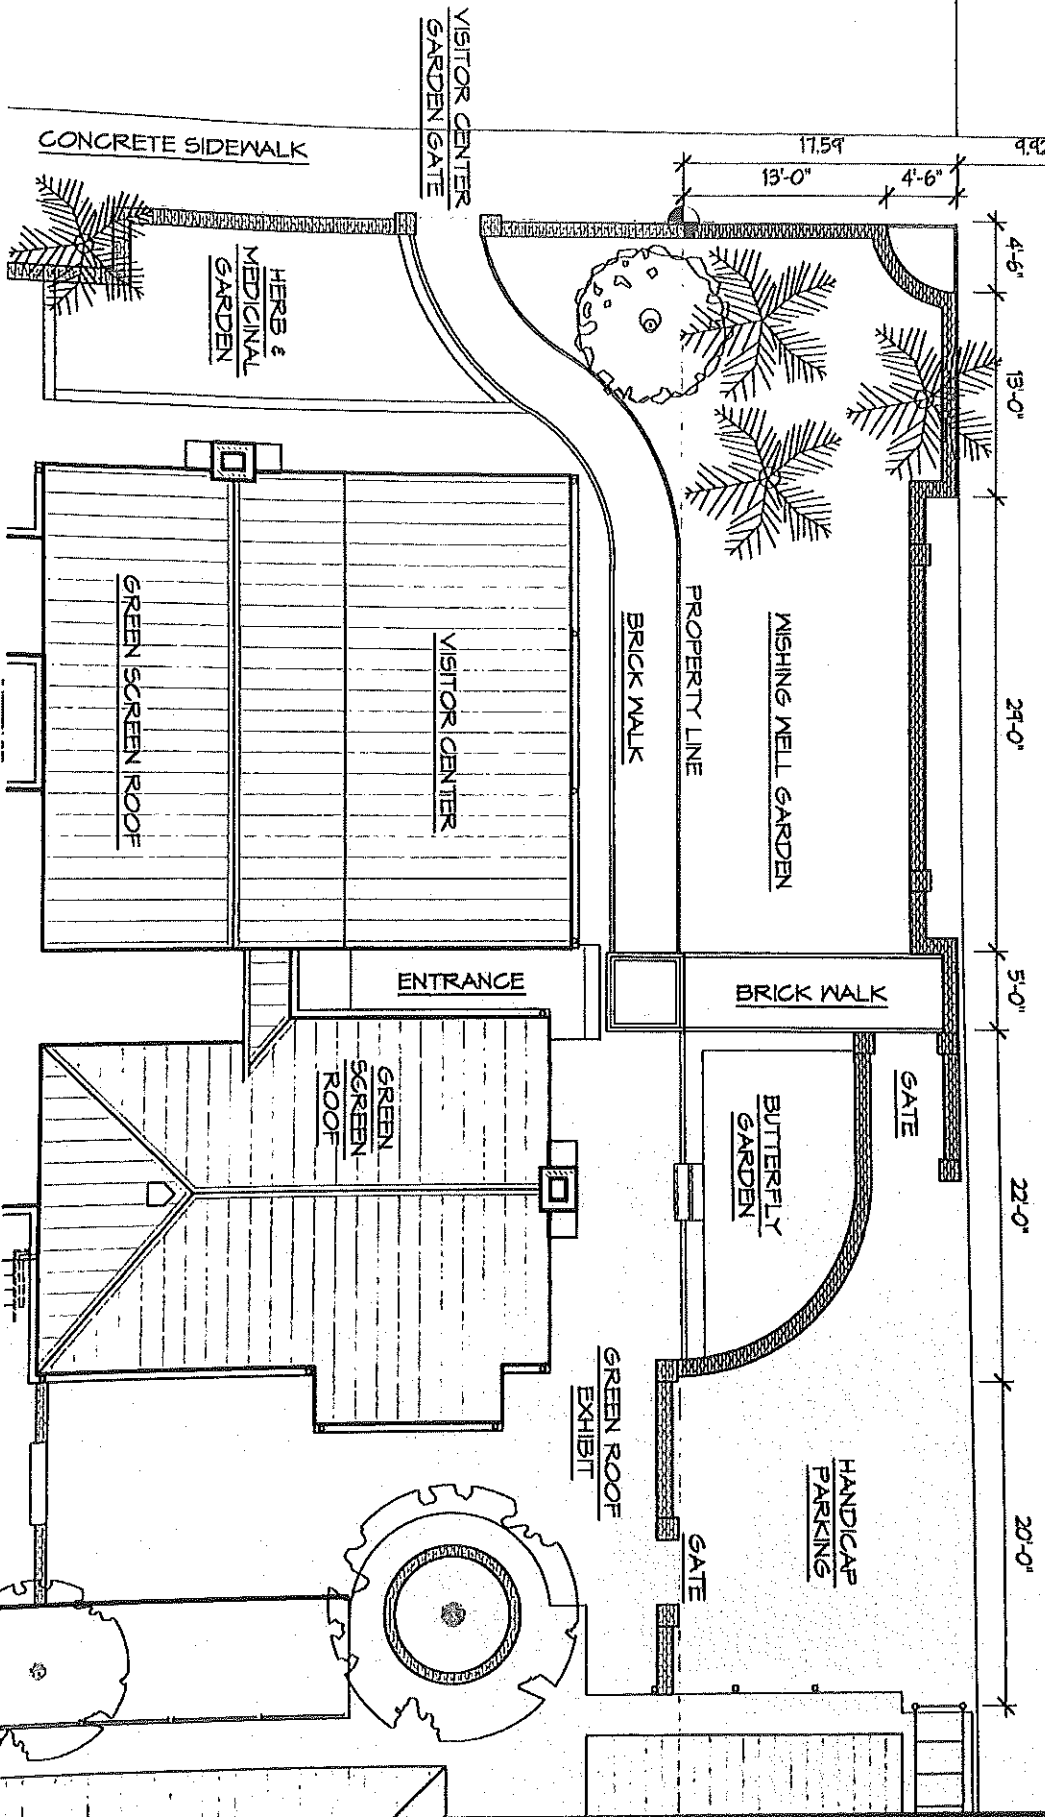 VISITOR CENTER
GARDEN GATE
CONCRETE SIDEWALK
17.59'
13'-0"
4'-6"
4'-6"
13'-0"
29'-0"
5'-0"
22'-0"
20'-0"
HERB &
MEDICINAL
GARDEN
GREEN SCREEN ROOF
VISITOR CENTER
BRICK WALK
PROPERTY LINE
WISHING WELL GARDEN
ENTRANCE
BRICK WALK
GATE
GREEN
SCREEN
ROOF
BUTTERFLY
GARDEN
GREEN ROOF
EXHIBIT
HANDICAP
PARKING
GATE